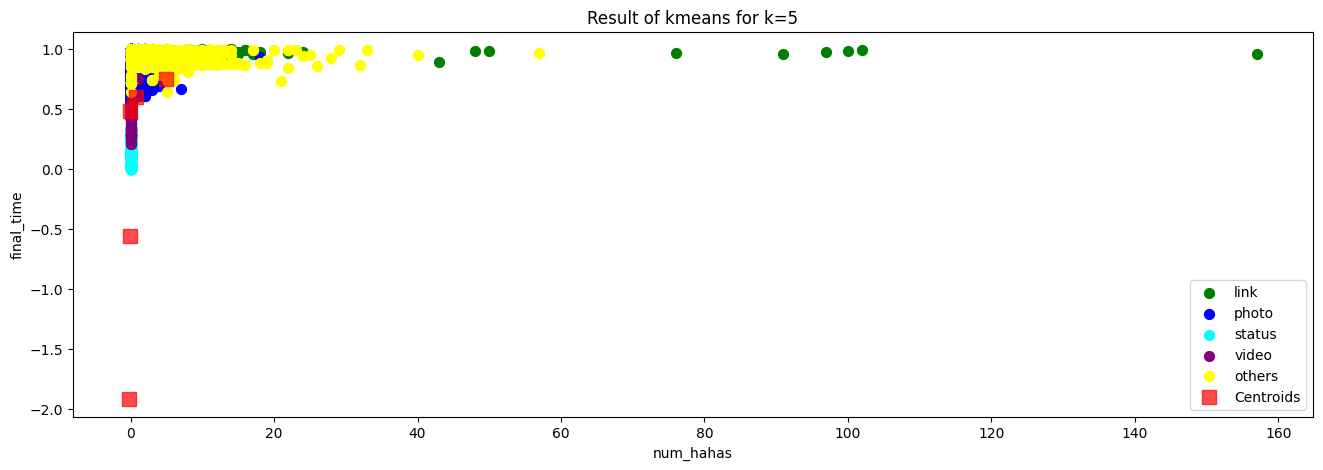 Result of kmeans for k=5
1.0
0.5
0.0
-0.5
-1.0
-1.5
-2.0
final_time
0
20
40
60
80
100
120
140
160
num_hahas
link
photo
status
video
others
Centroids